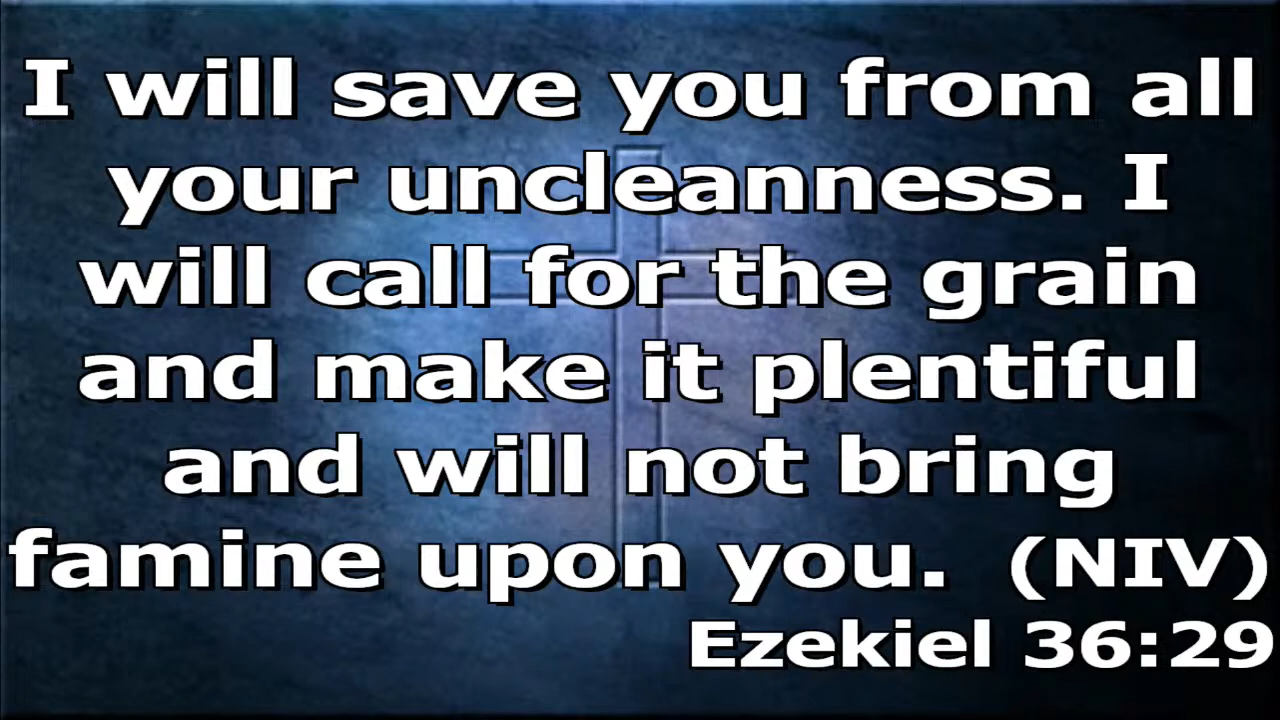 I will save you from all
your uncleanness. I
will call for the grain
and make it plentiful
and will not bring
famine upon you. (NIV)
Ezekiel 36:29